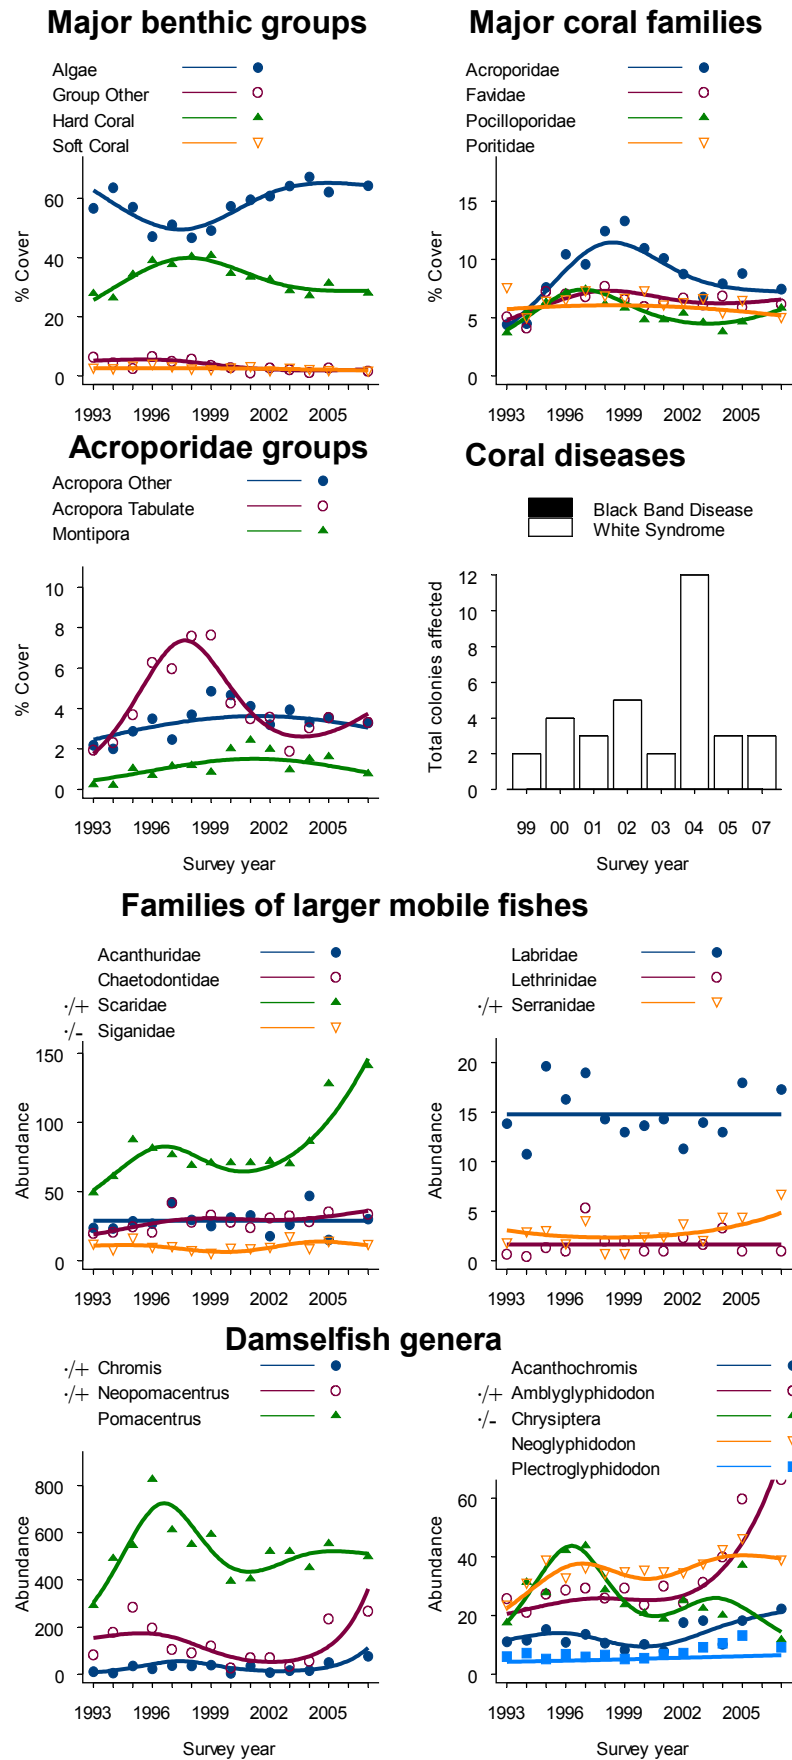 Major benthic groups
Algae
Group Other
Hard Coral
Soft Coral
% Cover
60
40
20
0
1993 1996 1999 2002 2005
Major coral families
Acroporidae
Favidae
Pocilloporidae
Poritidae
% Cover
15
10
5
0
1993 1996 1999 2002 2005
Acroporidae groups
Acropora Other
Acropora Tabulate
Montipora
% Cover
10
8
6
4
2
0
1993 1996 1999 2002 2005
Survey year
Coral diseases
Black Band Disease
White Syndrome
Total colonies affected
12
10
8
6
4
2
0
99 00 01 02 03 04 05 07
Survey year
Families of larger mobile fishes
Acanthuridae
Chaetodontidae
·/+ Scaridae
·/- Siganidae
Abundance
150
100
50
0
1993 1996 1999 2002 2005
Labridae
Lethrinidae
·/+ Serranidae
Abundance
20
15
10
5
0
1993 1996 1999 2002 2005
Damselfish genera
·/+ Chromis
·/+ Neopomacentrus
Pomacentrus
Abundance
800
600
400
200
0
1993 1996 1999 2002 2005
Survey year
Acanthochromis
·/+ Amblyglyphidodon
·/- Chrysiptera
Neoglyphidodon
Plectroglyphidodon
Abundance
60
40
20
0
1993 1996 1999 2002 2005
Survey year